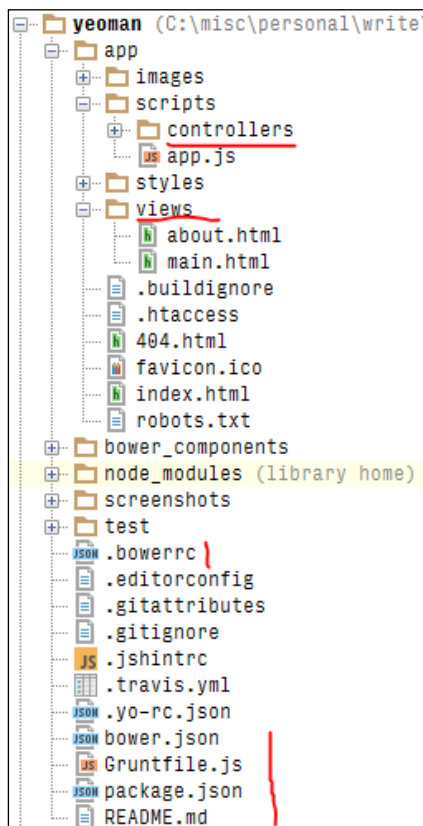 yeoman (C:\misc\personal\write\
app
images
scripts
controllers
app.js
styles
views
about.html
main.html
.buildignore
.htaccess
404.html
favicon.ico
index.html
robots.txt
bower_components
node_modules (library home)
screenshots
test
.bowerrc
.editorconfig
.gitattributes
.gitignore
.jshintrc
.travis.yml
.yo-rc.json
bower.json
Gruntfile.js
package.json
README.md